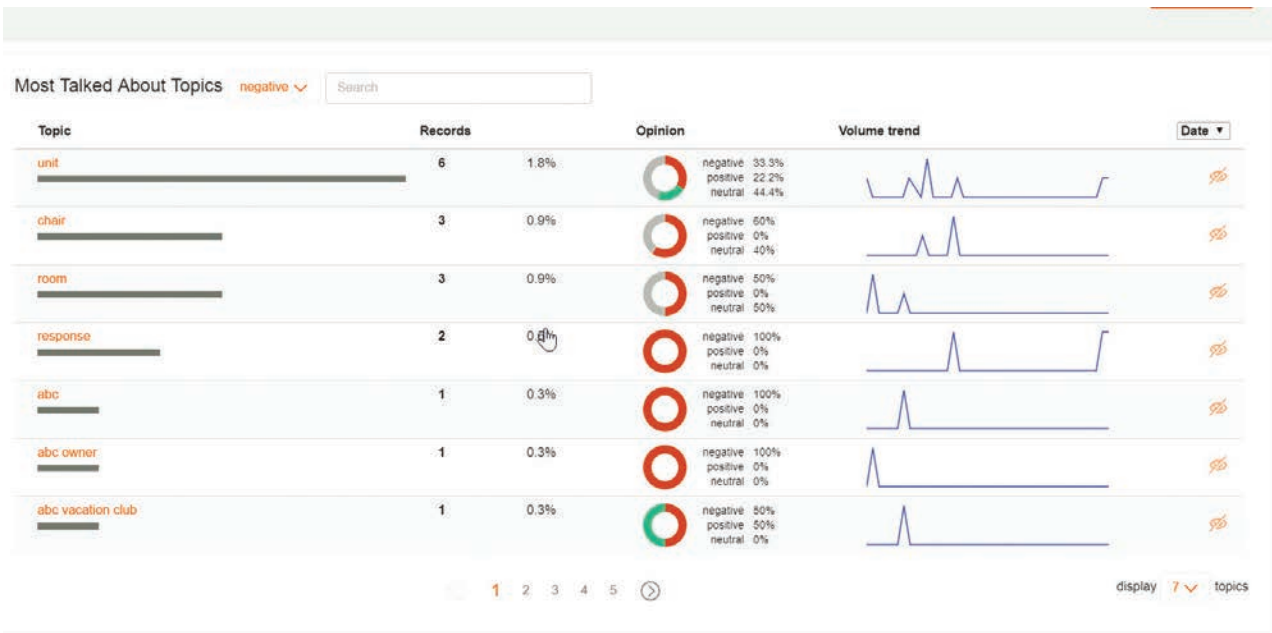 Most Talked About Topics negative Search
Topic Records Opinion Volume trend Date
unit 6 1.8% negative 33.3%
positive 22.2%
neutral 44.4%
chair 3 0.9% negative 60%
positive 0%
neutral 40%
room 3 0.9% negative 50%
positive 0%
neutral 50%
response 2 negative 100%
positive 0%
neutral 0%
abc 1 0.3% negative 100%
positive 0%
neutral 0%
abc owner 1 0.3% negative 100%
positive 0%
neutral 0%
abc vacation club 1 0.3% negative 50%
positive 50%
neutral 0%
1 2 3 4 5 display 7 topics